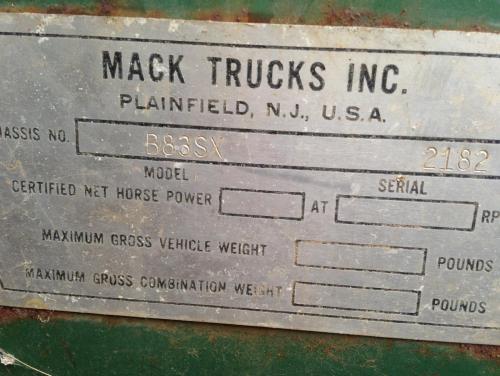 MACK TRUCKS INC.
PLAINFIELD, N.J., U.S.A.
HASSIS NO. B83SX 2182
MODEL SERIAL
CERTIFIED NET HORSE POWER AT RP
MAXIMUM GROSS VEHICLE WEIGHT POUNDS
MAXIMUM GROSS COMBINATION WEIGHT POUNDS